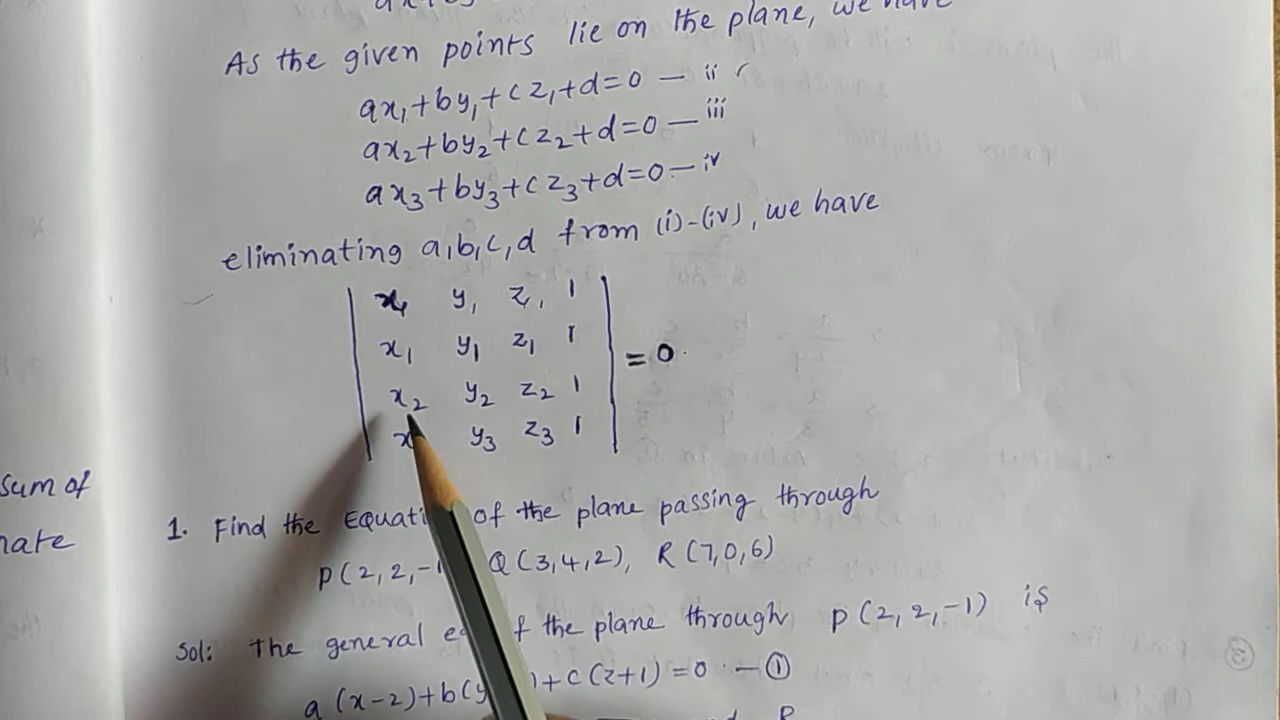 As the given points lie on the plane, we have
ax₁+by₁+cz₁+d=0 — ii
ax₂+by₂+cz₂+d=0 — iii
ax₃+by₃+cz₃+d=0 — iv
eliminating a,b,c,d from (i)-(iv), we have
y₁ z₁ 1
x₁ y₁ z₁ 1
x₂ y₂ z₂ 1 = 0
x y₃ z₃ 1
sum of
1. Find the Equati of the plane passing through
P(2,2,-1 Q(3,4,2), R(7,0,6)
Sol: The general e f the plane through P(2,2,-1) is
a(x-2)+b(y )+c(z+1)=0 — ①